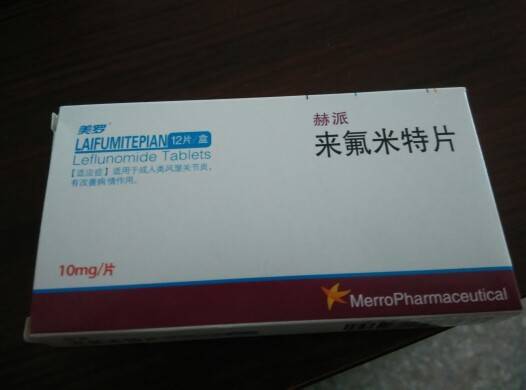 美罗
LAIFUMITEPIAN 12片/盒
Leflunomide Tablets
【适应症】适用于成人类风湿关节炎，
有改善病情作用。
10mg/片
赫派
来氟米特片
MerroPharmaceutical